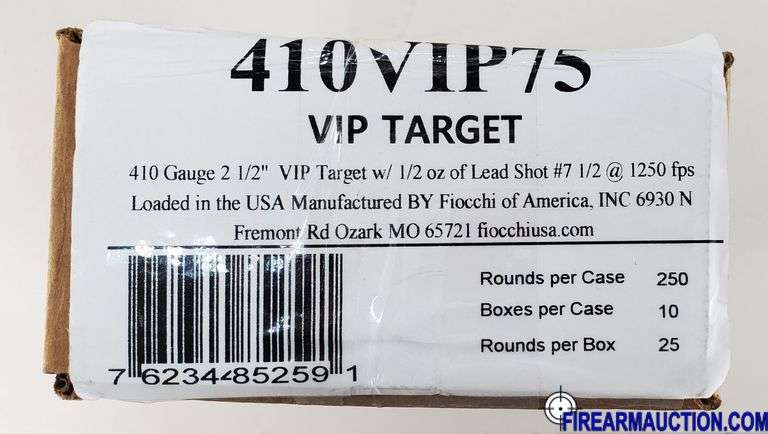 410VIP75
VIP TARGET
410 Gauge 2 1/2" VIP Target w/ 1/2 oz of Lead Shot #7 1/2 @ 1250 fps
Loaded in the USA Manufactured BY Fiocchi of America, INC 6930 N
Fremont Rd Ozark MO 65721 fiocchiusa.com
Rounds per Case 250
Boxes per Case 10
Rounds per Box 25
7 62344 85259 1
FIREARMAUCTION.COM